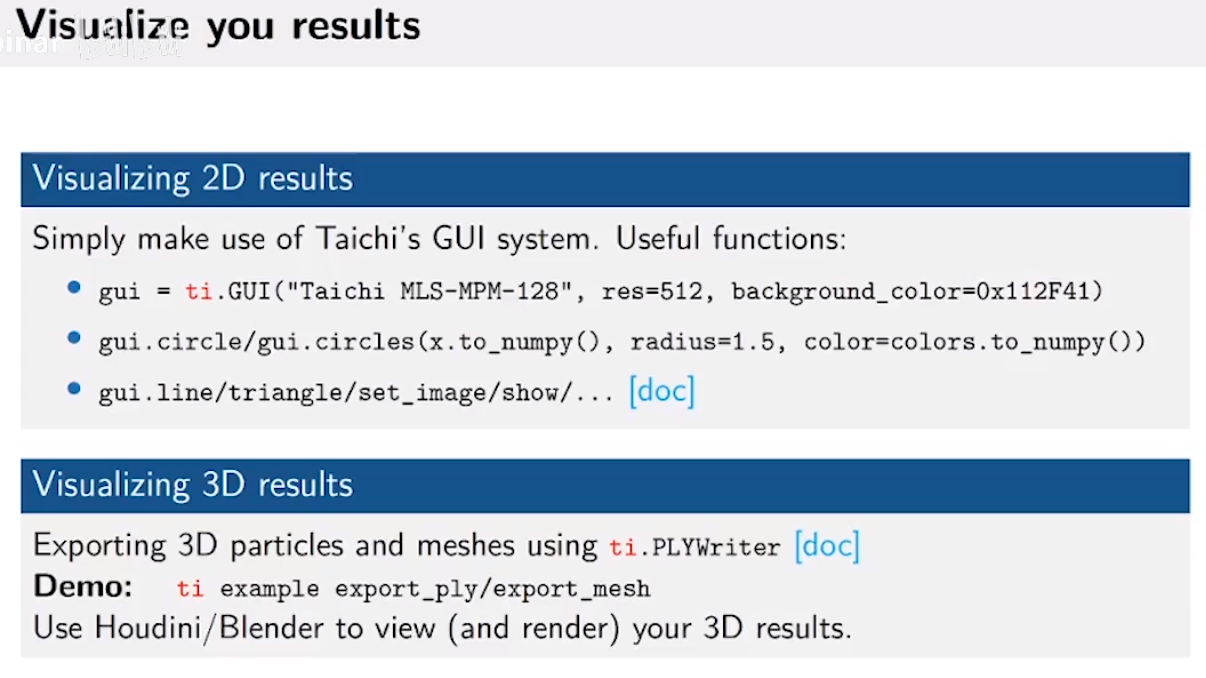 Visualize you results
Visualizing 2D results
Simply make use of Taichi's GUI system. Useful functions:
• gui = ti.GUI("Taichi MLS-MPM-128", res=512, background_color=0x112F41)
• gui.circle/gui.circles(x.to_numpy(), radius=1.5, color=colors.to_numpy())
• gui.line/triangle/set_image/show/... [doc]
Visualizing 3D results
Exporting 3D particles and meshes using ti.PLYWriter [doc]
Demo: ti example export_ply/export_mesh
Use Houdini/Blender to view (and render) your 3D results.